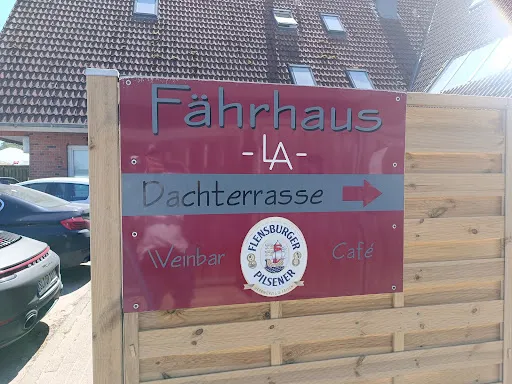 Fährhaus
- LA -
Dachterrasse
Weinbar
FLENSBURGER
PILSENER
Café